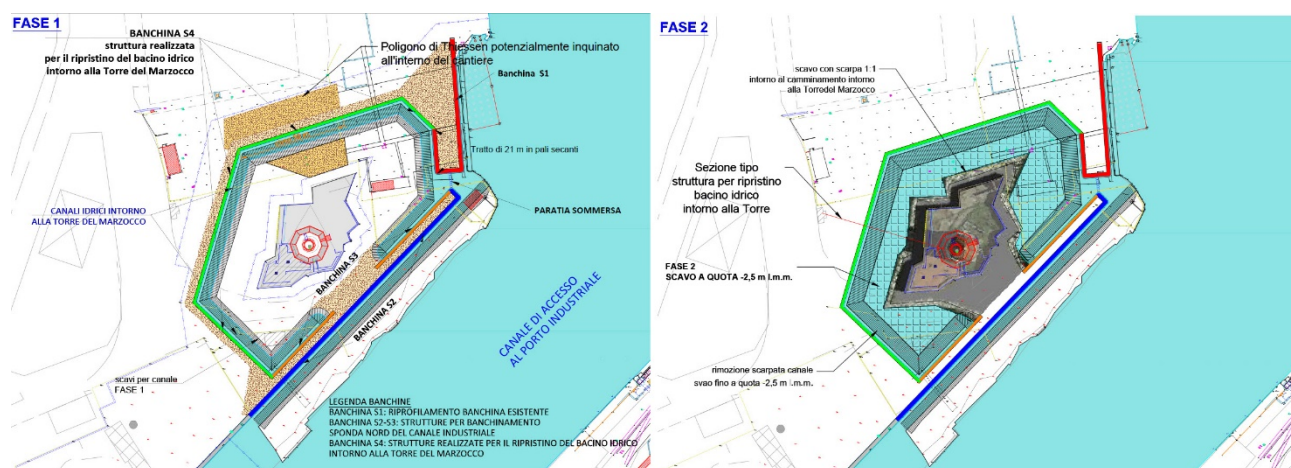 FASE 1
BANCHINA S4
struttura realizzata
per il ripristino del bacino idrico
intorno alla Torre del Marzocco
Poligono di Thiessen potenzialmente inquinato
all'interno del cantiere
Banchina S1
Tratto di 21 m in pali secanti
CANALI IDRICI INTORNO
ALLA TORRE DEL MARZOCCO
PARATIA SOMMERSA
BANCHINA S3
BANCHINA S2
CANALE DI ACCESSO
AL PORTO INDUSTRIALE
scavi per canale
FASE 1
LEGENDA BANCHINE
BANCHINA S1: RIPROFILAMENTO BANCHINA ESISTENTE
BANCHINA S2-S3: STRUTTURE PER BANCHINAMENTO
SPONDA NORD DEL CANALE INDUSTRIALE
BANCHINA S4: STRUTTURE REALIZZATE PER IL RIPRISTINO DEL BACINO IDRICO
INTORNO ALLA TORRE DEL MARZOCCO
FASE 2
scavo con scarpa 1:1
intorno al camminamento intorno
alla Torredel Marzocco
Sezione tipo
struttura per ripristino
bacino idrico
intorno alla Torre
FASE 2
SCAVO A QUOTA -2,5 m l.m.m.
rimozione scarpata canale
svao fino a quota -2,5 m l.m.m.